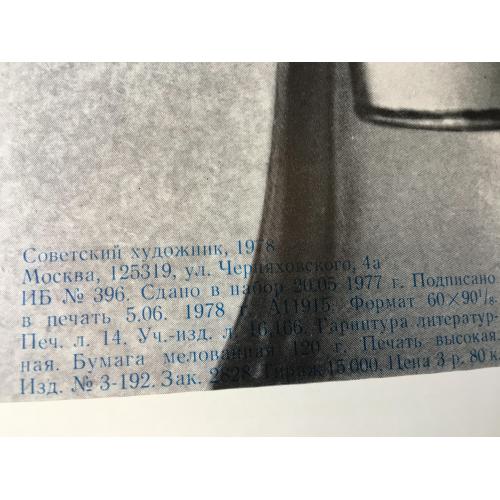 Советский художник, 1978
Москва, 125319, ул. Черняховского, 4а
ИБ № 396. Сдано в набор 20.05 1977 г. Подписано
в печать 5.06. 1978 г. А11915. Формат 60×90¹/₈.
Печ. л. 14. Уч.-изд. л. 16,166. Гарнитура литератур-
ная. Бумага мелованная 120 г. Печать высокая.
Изд. № 3-192. Зак. 2828. Тираж 15 000. Цена 3 р. 80 к.